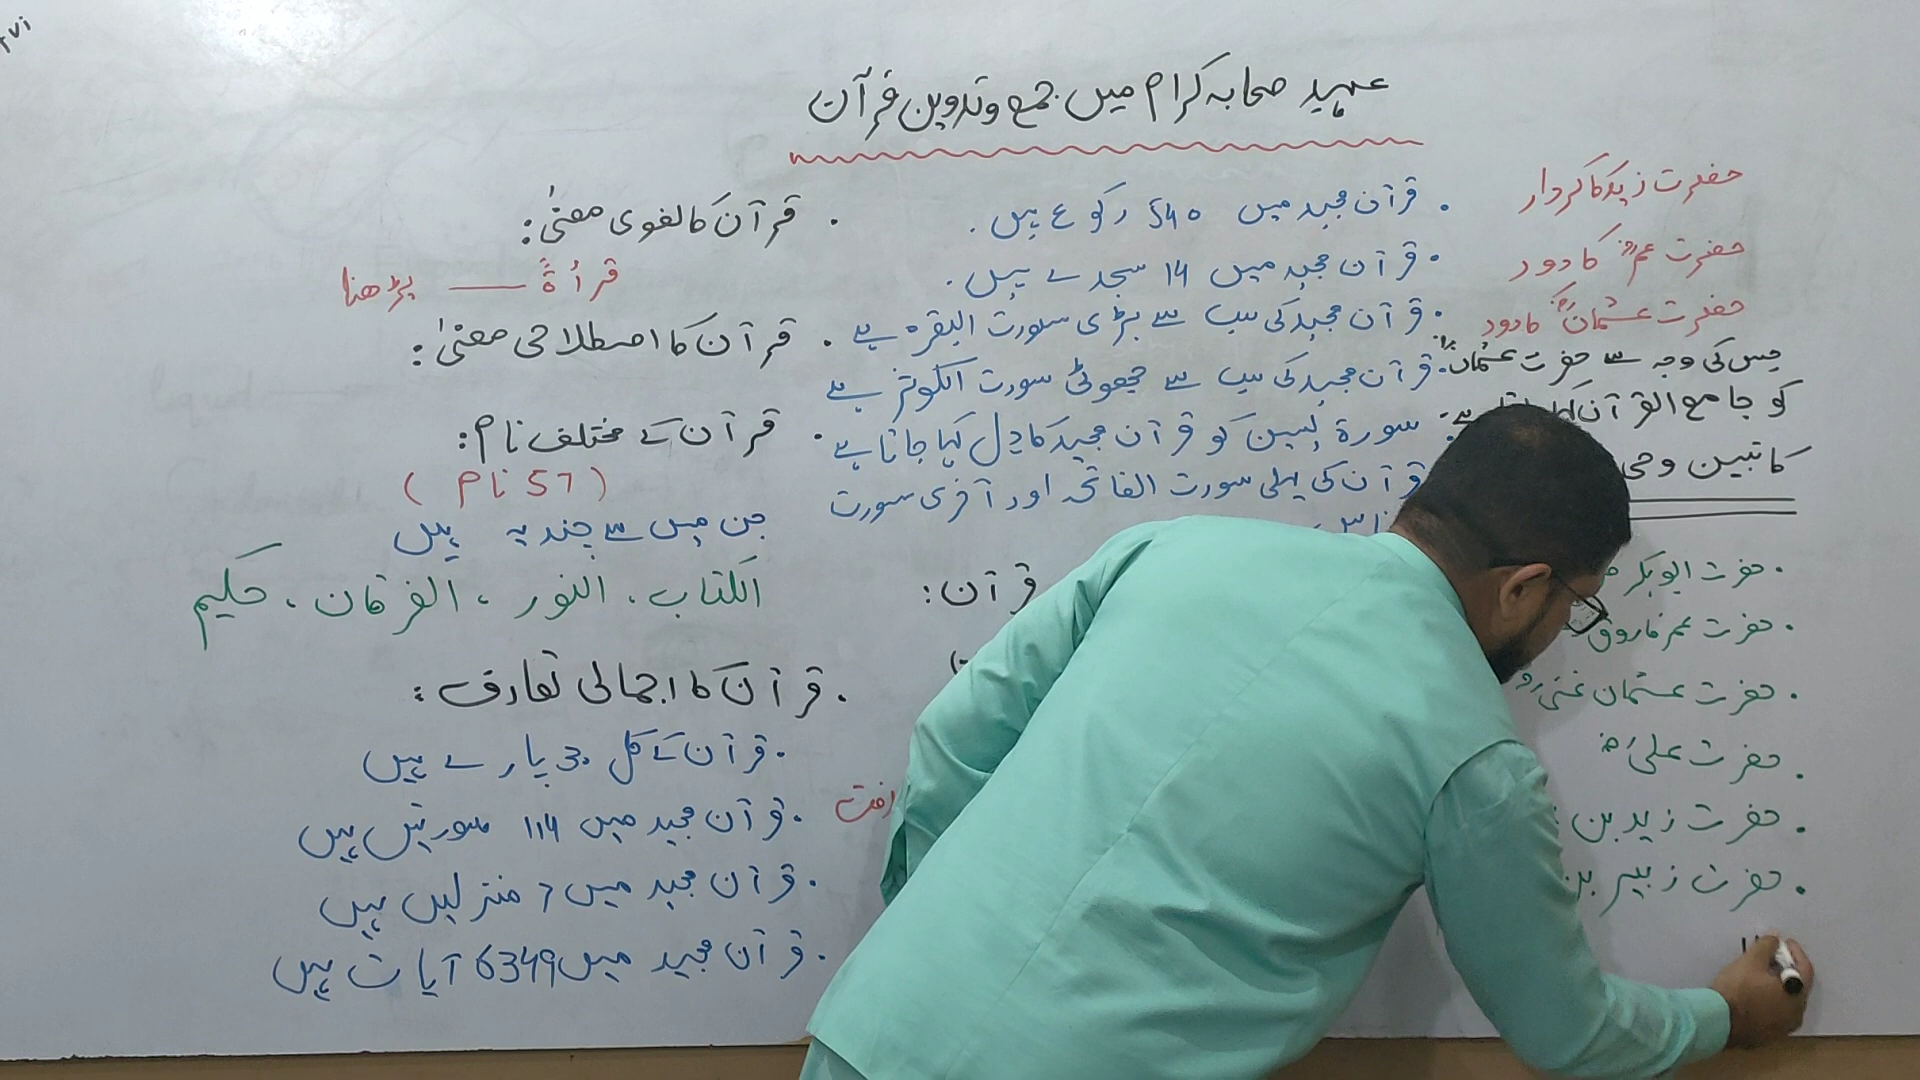 عہد صحابہ کرام میں جمع و تدوین قرآن
حضرت زید کا کردار
حضرت عمرؓ کا دور
حضرت عثمانؓ کا دور
جس کی وجہ سے حضرت عثمانؓ
کو جامع القرآن کہا جاتا ہے
کاتبین وحی
. حضرت ابوبکر
. حضرت عمر فاروق
. حضرت عثمان غنیؓ
. حضرت علیؓ
. حضرت زید بن
. حضرت زبیر بن
. قرآن مجید میں 540 رکوع ہیں .
. قرآن مجید میں 14 سجدے ہیں .
. قرآن مجید کی سب سے بڑی سورت البقرہ ہے
. قرآن مجید کی سب سے چھوٹی سورت الکوثر ہے
. سورۃ یٰسین کو قرآن مجید کا دل کہا جاتا ہے
قرآن کی پہلی سورت الفاتحہ اور آخری سورت
قرآن :
. قرآن کا لغوی معنیٰ :
قرأۃً —— پڑھنا
. قرآن کا اصطلاحی معنیٰ :
. قرآن کے مختلف نام :
( 57 نام )
جن میں سے چند یہ ہیں
الکتاب ، النور ، الفرقان ، حکیم
. قرآن کا اجمالی تعارف :
. قرآن کے کل 30 پارے ہیں
. قرآن مجید میں 114 سورتیں ہیں
. قرآن مجید میں 7 منزلیں ہیں
. قرآن مجید میں 6349 آیات ہیں